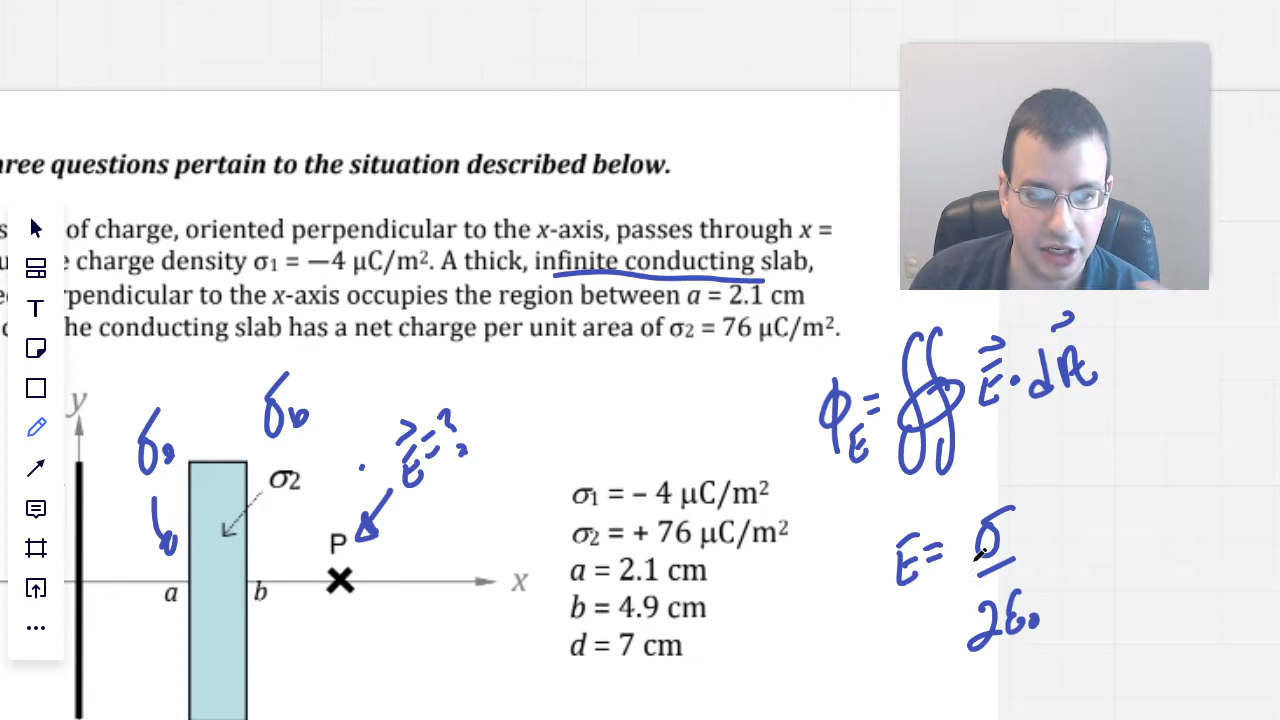 hree questions pertain to the situation described below.
s of charge, oriented perpendicular to the x-axis, passes through x =
e charge density σ1 = −4 μC/m². A thick, infinite conducting slab,
rpendicular to the x-axis occupies the region between a = 2.1 cm
he conducting slab has a net charge per unit area of σ2 = 76 μC/m².
T
y
σa
σb
E⃗ = ?
σ2
P
a
b
x
σ1 = − 4 μC/m²
σ2 = + 76 μC/m²
a = 2.1 cm
b = 4.9 cm
d = 7 cm
ϕE = ∯ E⃗ · dA⃗
E = σ
2ε0